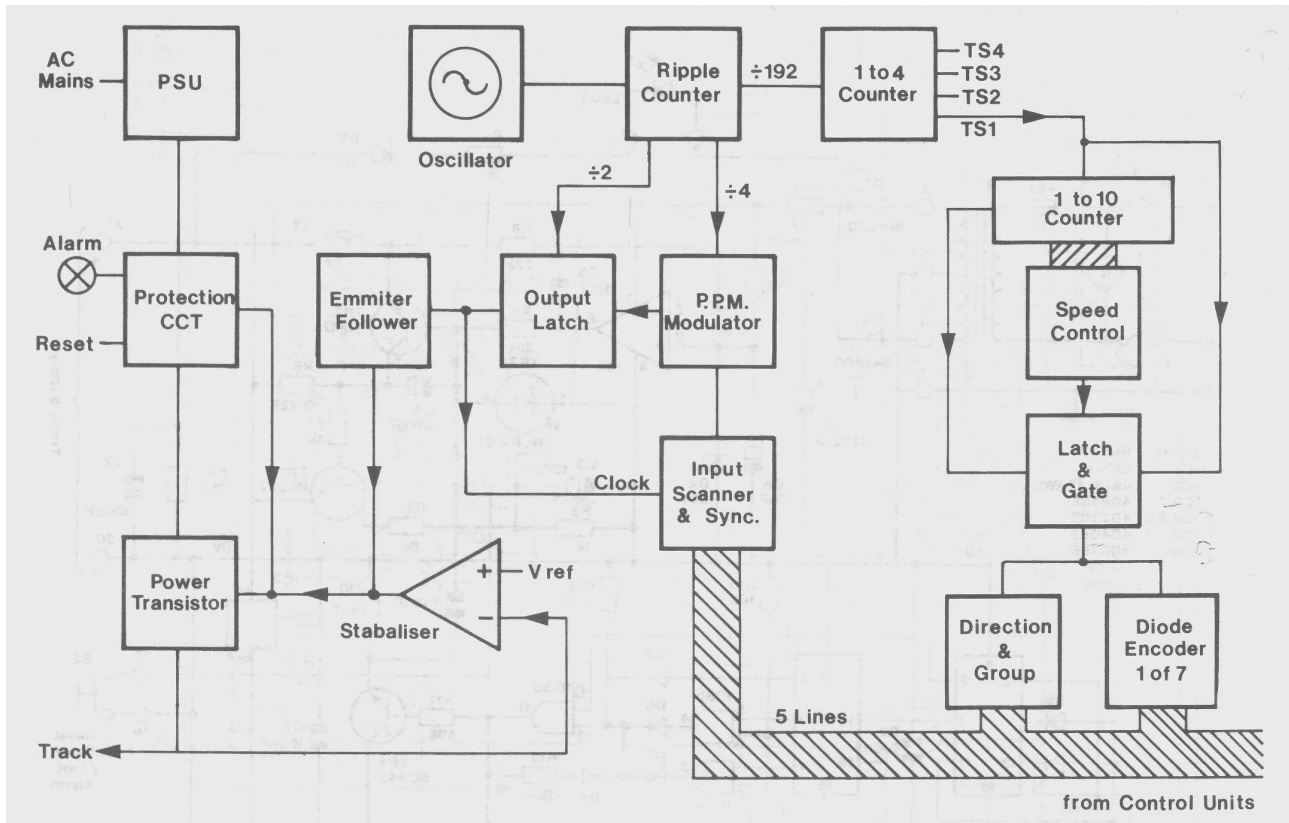 AC
Mains
PSU
Oscillator
Ripple
Counter
÷192
1 to 4
Counter
TS4
TS3
TS2
TS1
÷2
÷4
1 to 10
Counter
Alarm
Protection
CCT
Reset
Emmiter
Follower
Output
Latch
P.P.M.
Modulator
Speed
Control
Clock
Input
Scanner
& Sync.
Latch
&
Gate
Power
Transistor
+
V ref
−
Stabaliser
Direction
&
Group
Diode
Encoder
1 of 7
5 Lines
Track
from Control Units